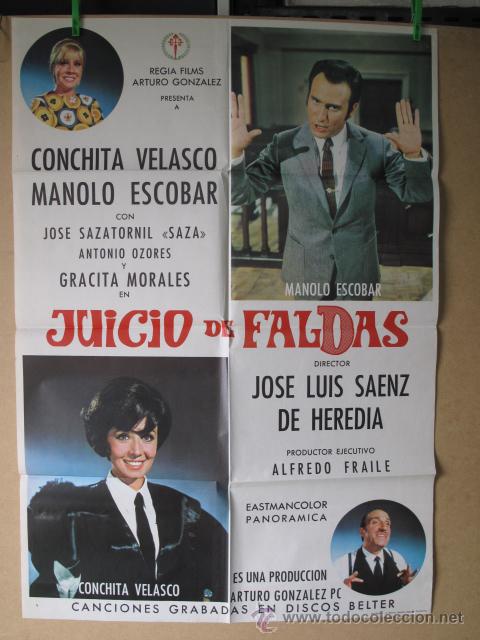 REGIA FILMS
ARTURO GONZALEZ
PRESENTA
A
CONCHITA VELASCO
MANOLO ESCOBAR
CON
JOSE SAZATORNIL «SAZA»
ANTONIO OZORES
Y
GRACITA MORALES
EN
MANOLO ESCOBAR
JUICIO DE FALDAS
DIRECTOR
JOSE LUIS SAENZ
DE HEREDIA
PRODUCTOR EJECUTIVO
ALFREDO FRAILE
EASTMANCOLOR
PANORAMICA
CONCHITA VELASCO
ES UNA PRODUCCION
ARTURO GONZALEZ PC
CANCIONES GRABADAS EN DISCOS BELTER
www.todocoleccion.net